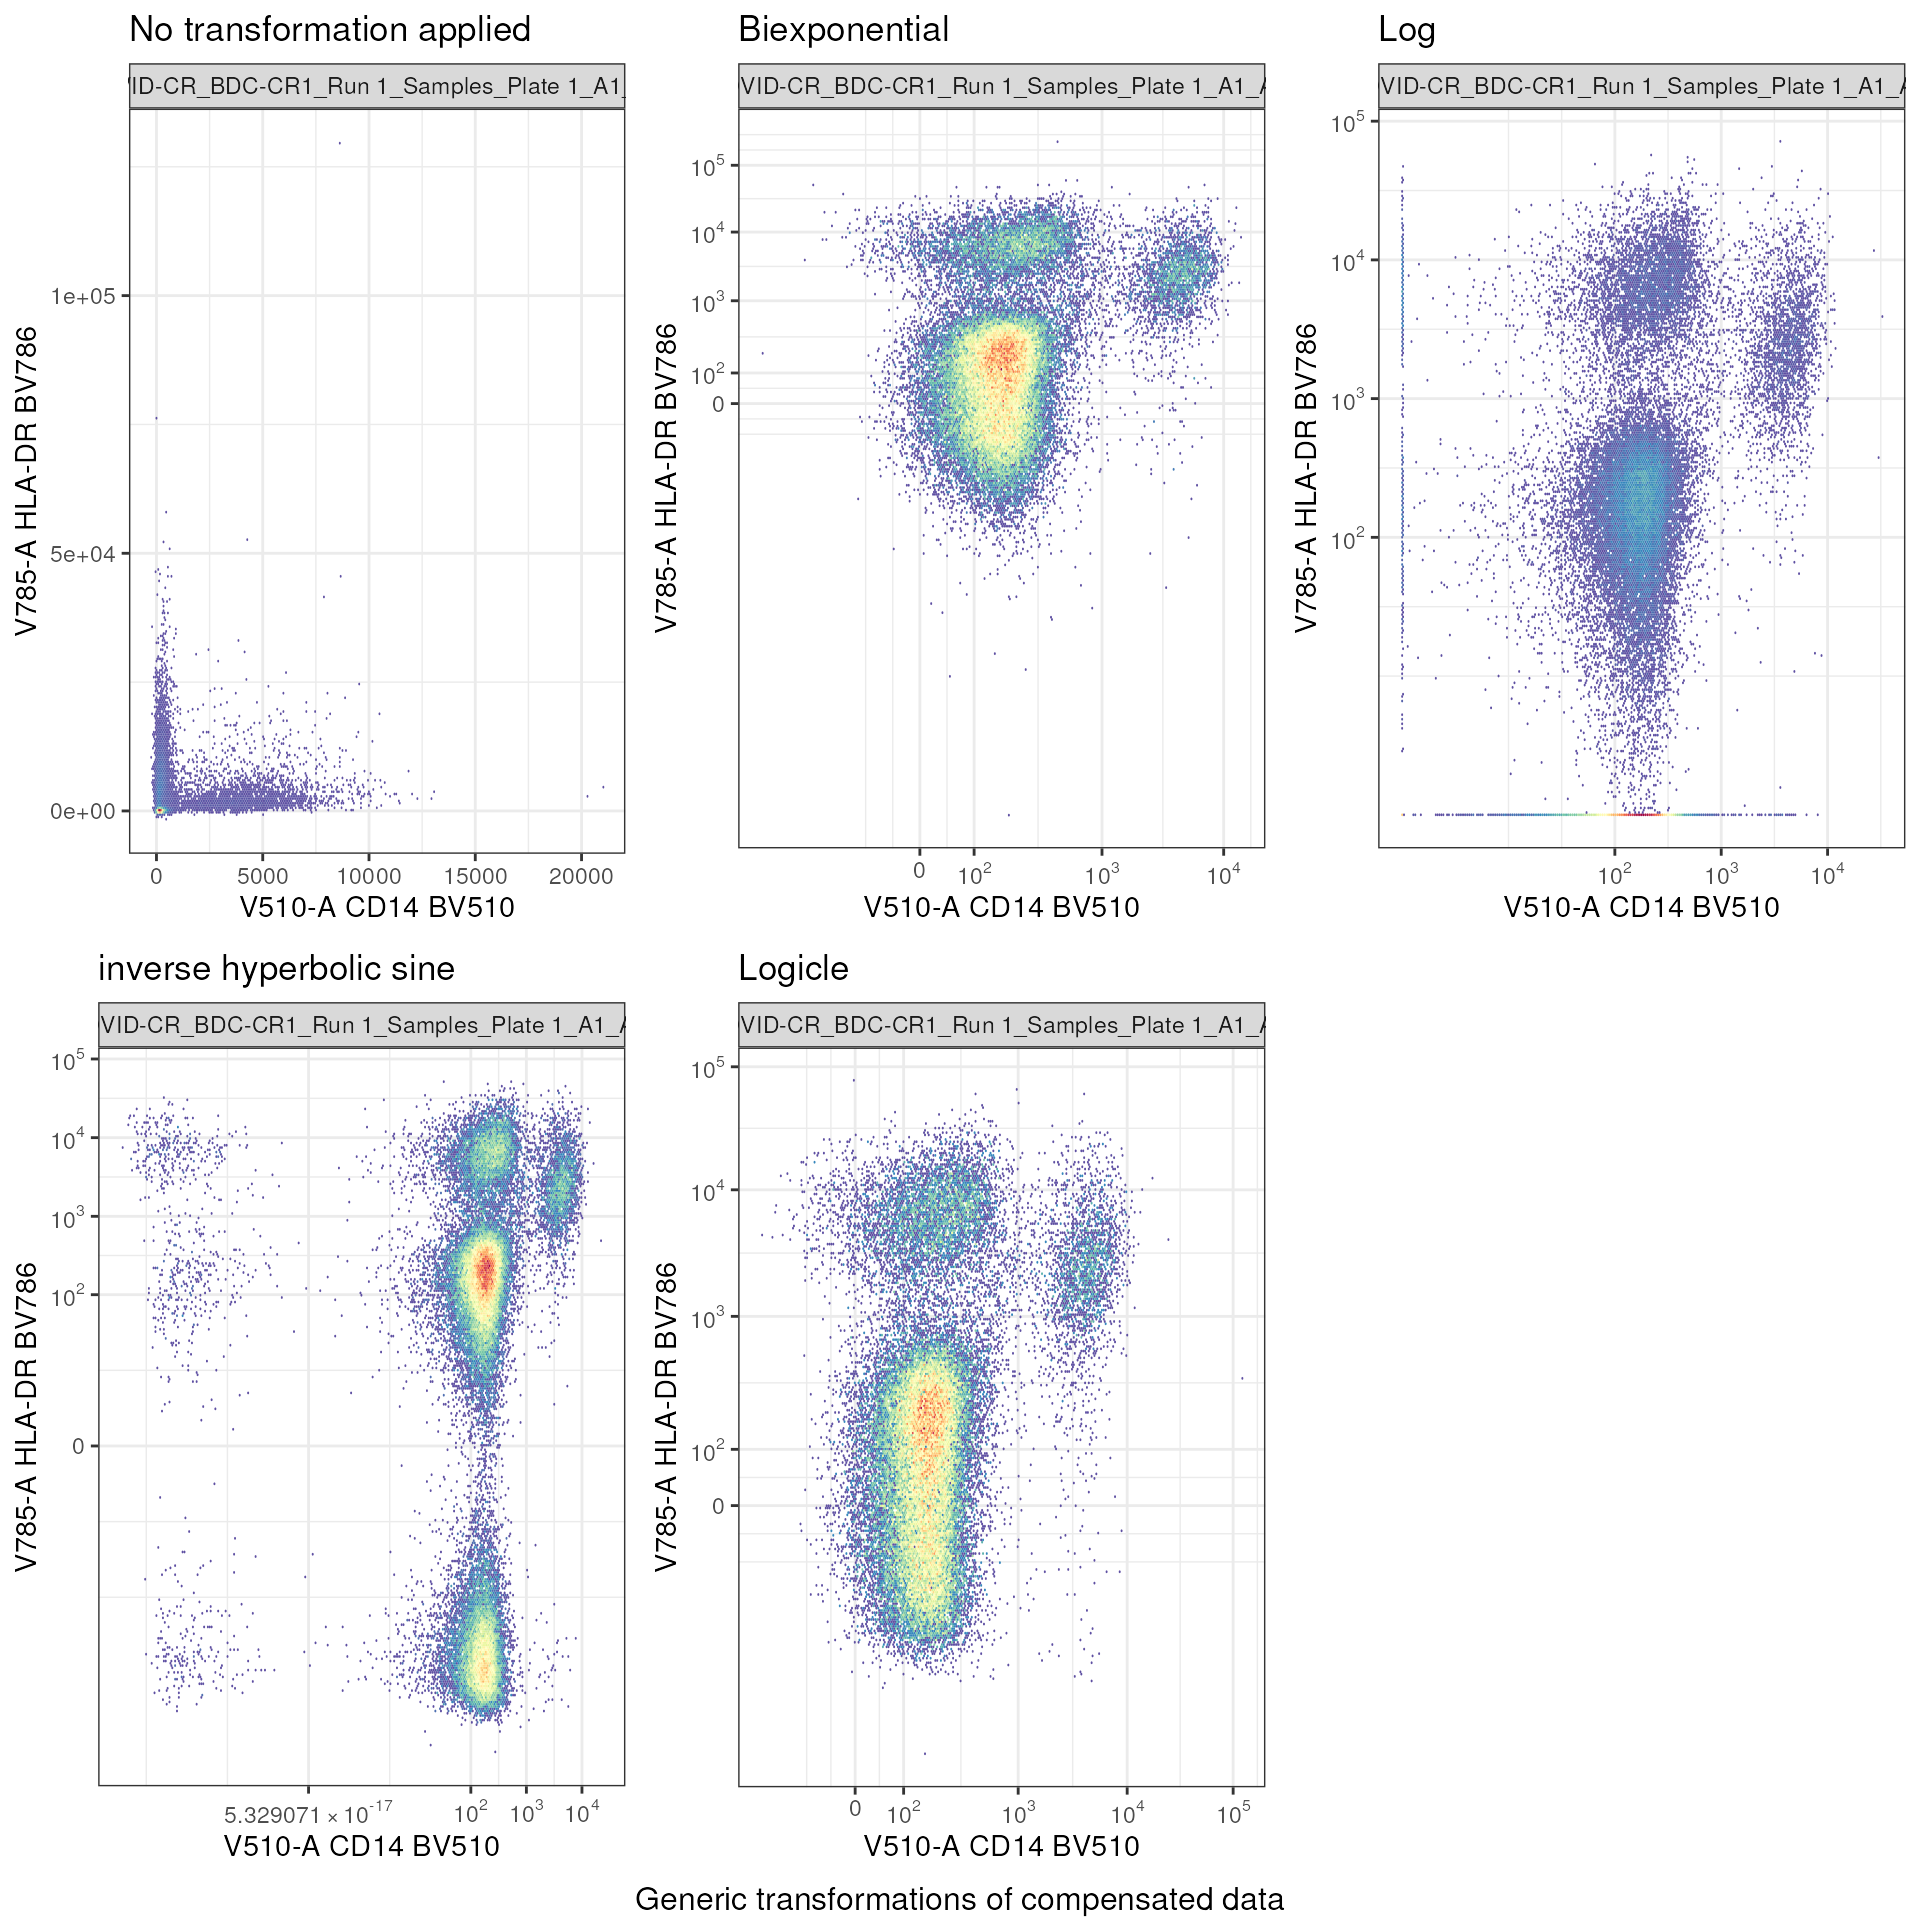 No transformation applied
ID-CR_BDC-CR1_Run 1_Samples_Plate 1_A1_
V785-A HLA-DR BV786
1e+05
5e+04
0e+00
0 5000 10000 15000 20000
V510-A CD14 BV510
Biexponential
VID-CR_BDC-CR1_Run 1_Samples_Plate 1_A1_A
V785-A HLA-DR BV786
10^5
10^4
10^3
10^2
0
0 10^2 10^3 10^4
V510-A CD14 BV510
Log
VID-CR_BDC-CR1_Run 1_Samples_Plate 1_A1_A
V785-A HLA-DR BV786
10^5
10^4
10^3
10^2
10^2 10^3 10^4
V510-A CD14 BV510
inverse hyperbolic sine
VID-CR_BDC-CR1_Run 1_Samples_Plate 1_A1_A
V785-A HLA-DR BV786
10^5
10^4
10^3
10^2
0
5.329071 × 10^-17 10^2 10^3 10^4
V510-A CD14 BV510
Logicle
VID-CR_BDC-CR1_Run 1_Samples_Plate 1_A1_A
V785-A HLA-DR BV786
10^5
10^4
10^3
10^2
0
0 10^2 10^3 10^4 10^5
V510-A CD14 BV510
Generic transformations of compensated data